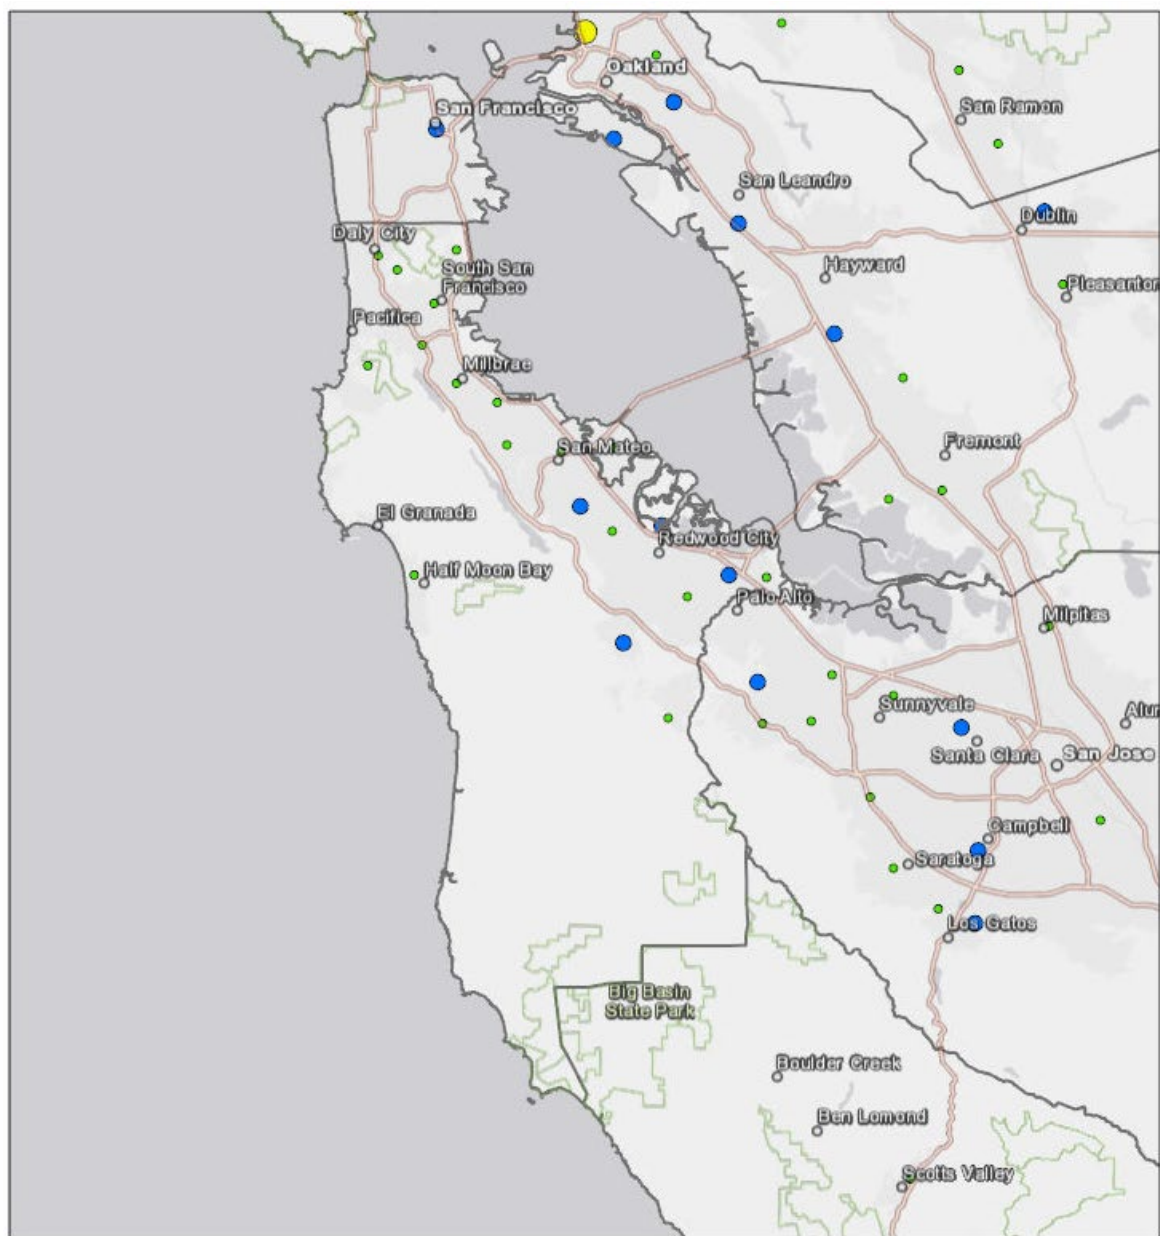 Oakland
San Francisco
San Ramon
San Leandro
Dublin
Daly City
Hayward
South San
Francisco
Pleasanton
Pacifica
Millbrae
San Mateo
Fremont
El Granada
Redwood City
Half Moon Bay
Palo Alto
Milpitas
Sunnyvale
Alum
Santa Clara
San Jose
Campbell
Saratoga
Los Gatos
Big Basin
State Park
Boulder Creek
Ben Lomond
Scotts Valley